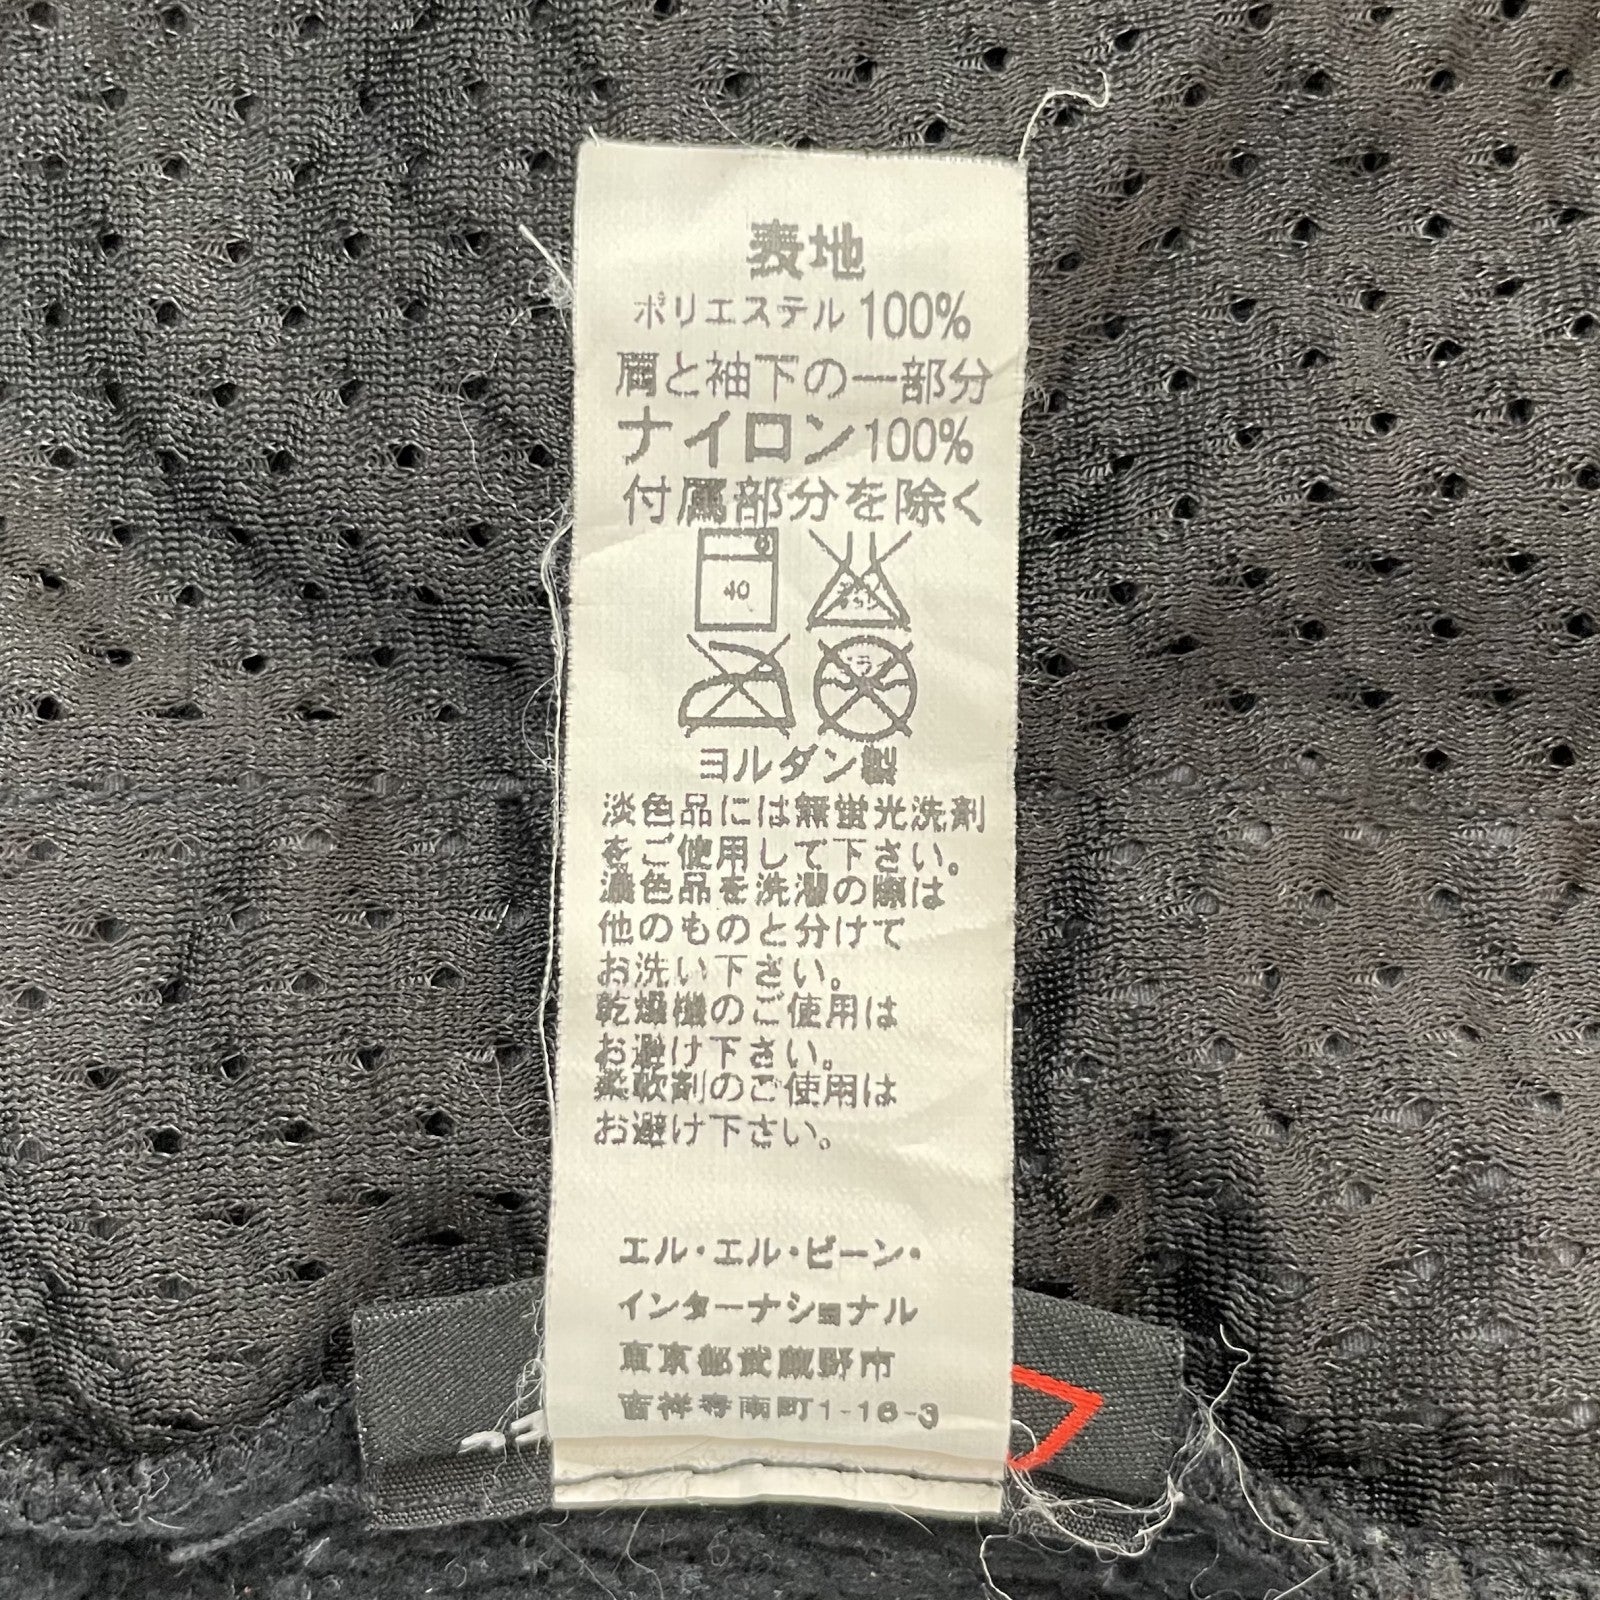 表地
ポリエステル 100%
肩と袖下の一部分
ナイロン 100%
付属部分を除く
40
ヨルダン製
淡色品には無蛍光洗剤
をご使用して下さい。
濃色品を洗濯の際は
他のものと分けて
お洗い下さい。
乾燥機のご使用は
お避け下さい。
柔軟剤のご使用は
お避け下さい。
エル・エル・ビーン・
インターナショナル
東京都武蔵野市
吉祥寺南町1-16-3